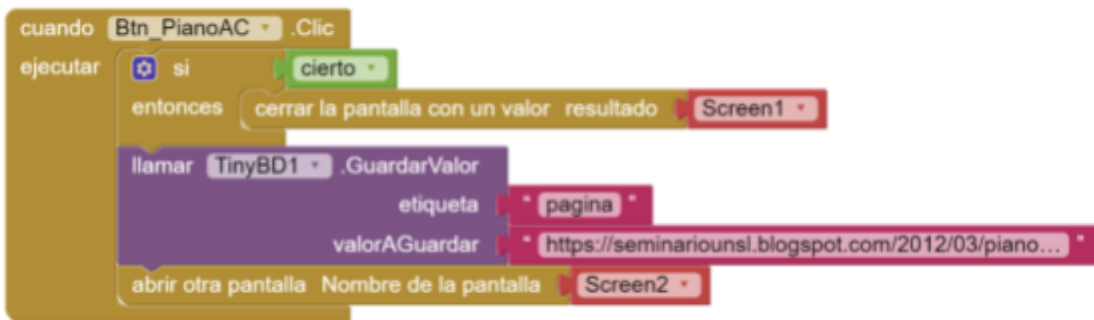 cuando Btn_PianoAC .Clic
ejecutar si cierto
entonces cerrar la pantalla con un valor resultado Screen1
llamar TinyBD1 .GuardarValor
etiqueta " pagina "
valorAGuardar " https://seminariounsl.blogspot.com/2012/03/piano... "
abrir otra pantalla Nombre de la pantalla Screen2